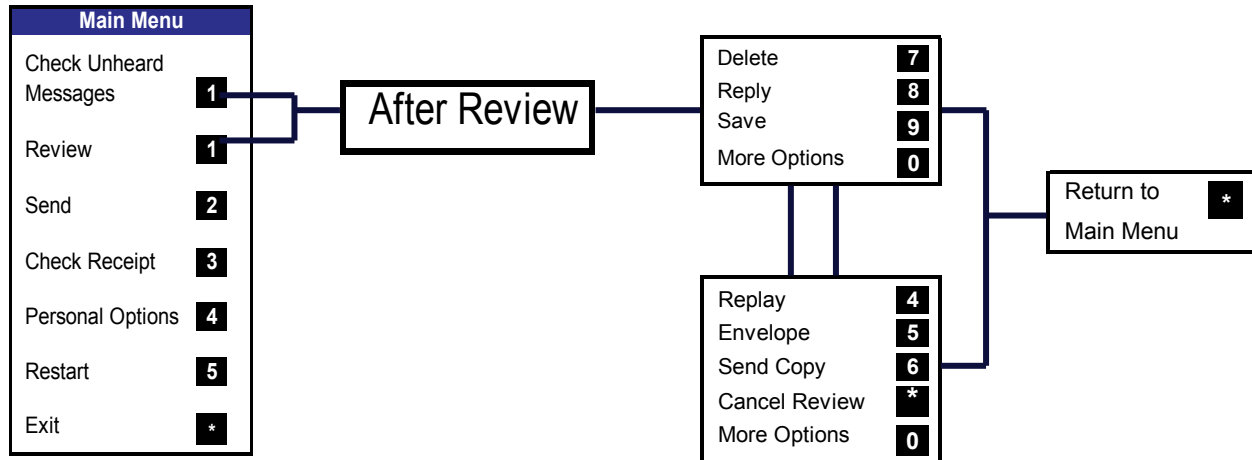 Main Menu
Check Unheard
Messages 1
Review 1
Send 2
Check Receipt 3
Personal Options 4
Restart 5
Exit *
After Review
Delete 7
Reply 8
Save 9
More Options 0
Replay 4
Envelope 5
Send Copy 6
Cancel Review *
More Options 0
Return to *
Main Menu